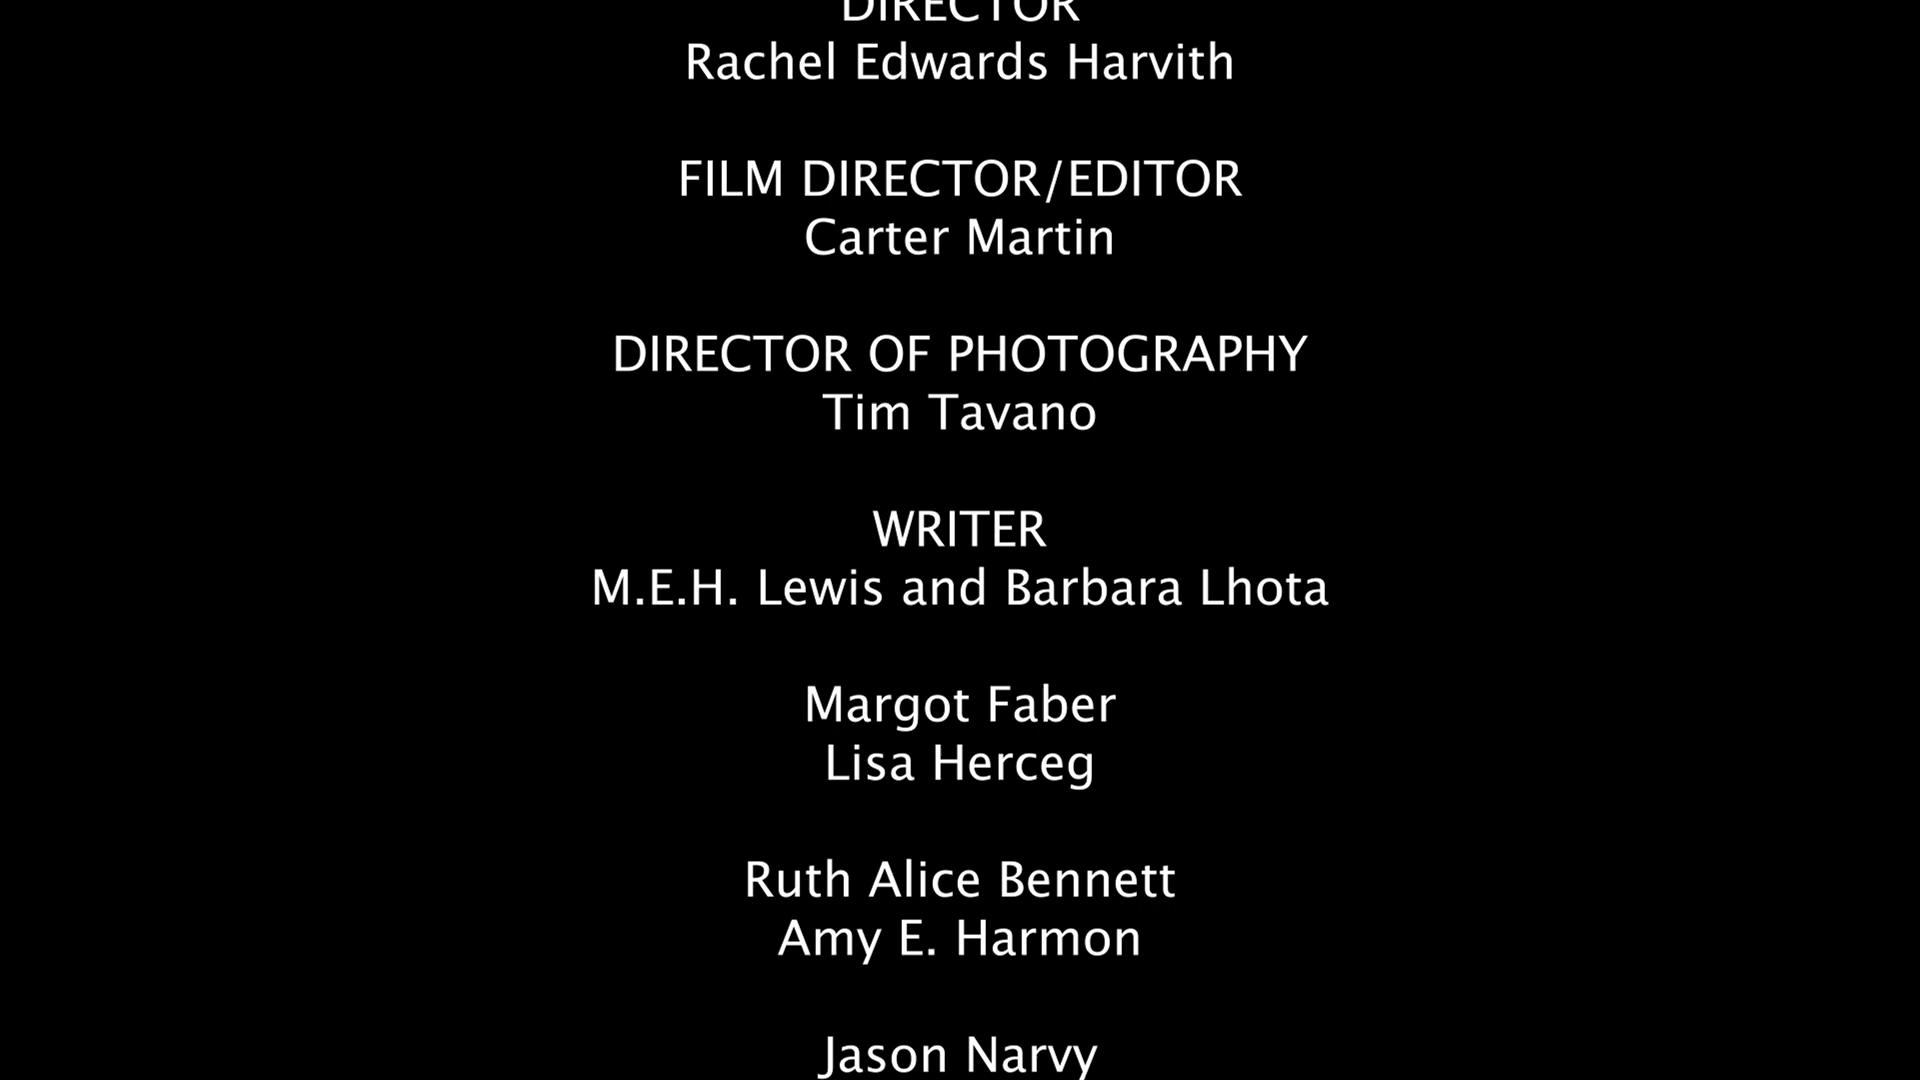 DIRECTOR
Rachel Edwards Harvith
FILM DIRECTOR/EDITOR
Carter Martin
DIRECTOR OF PHOTOGRAPHY
Tim Tavano
WRITER
M.E.H. Lewis and Barbara Lhota
Margot Faber
Lisa Herceg
Ruth Alice Bennett
Amy E. Harmon
Jason Narvy